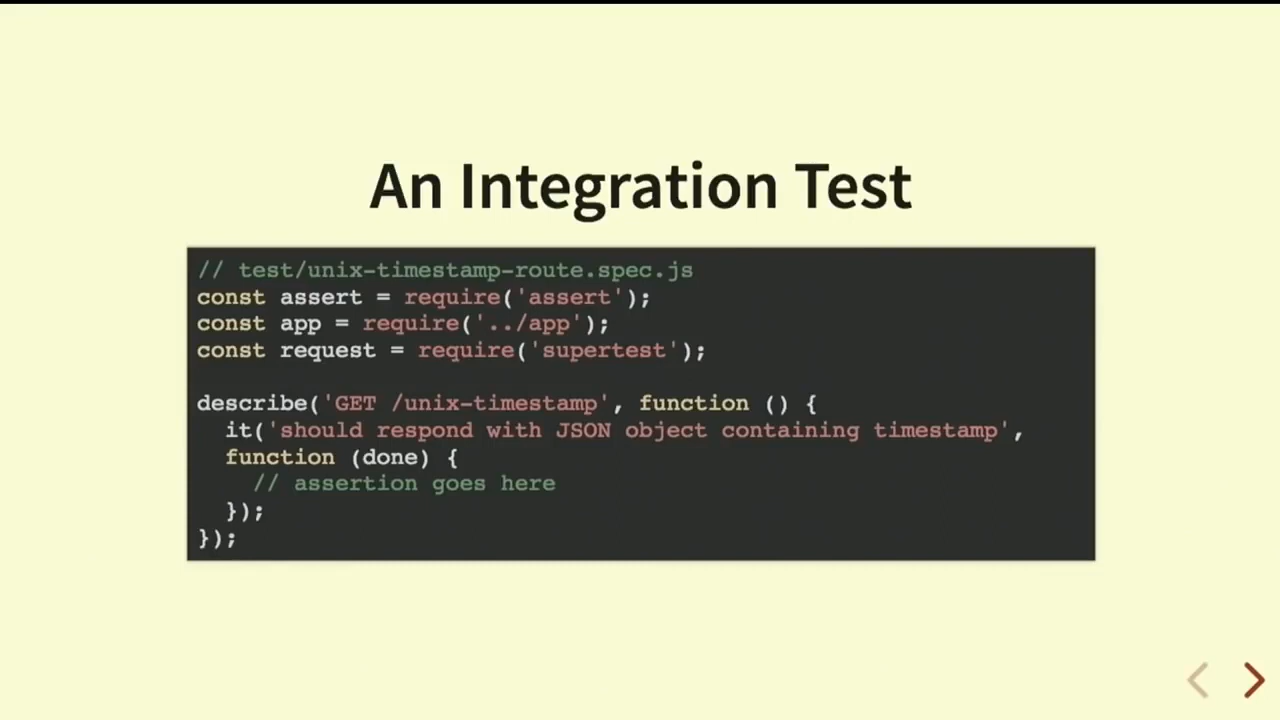 An Integration Test
// test/unix-timestamp-route.spec.js
const assert = require('assert');
const app = require('../app');
const request = require('supertest');
describe('GET /unix-timestamp', function () {
it('should respond with JSON object containing timestamp',
function (done) {
// assertion goes here
});
});